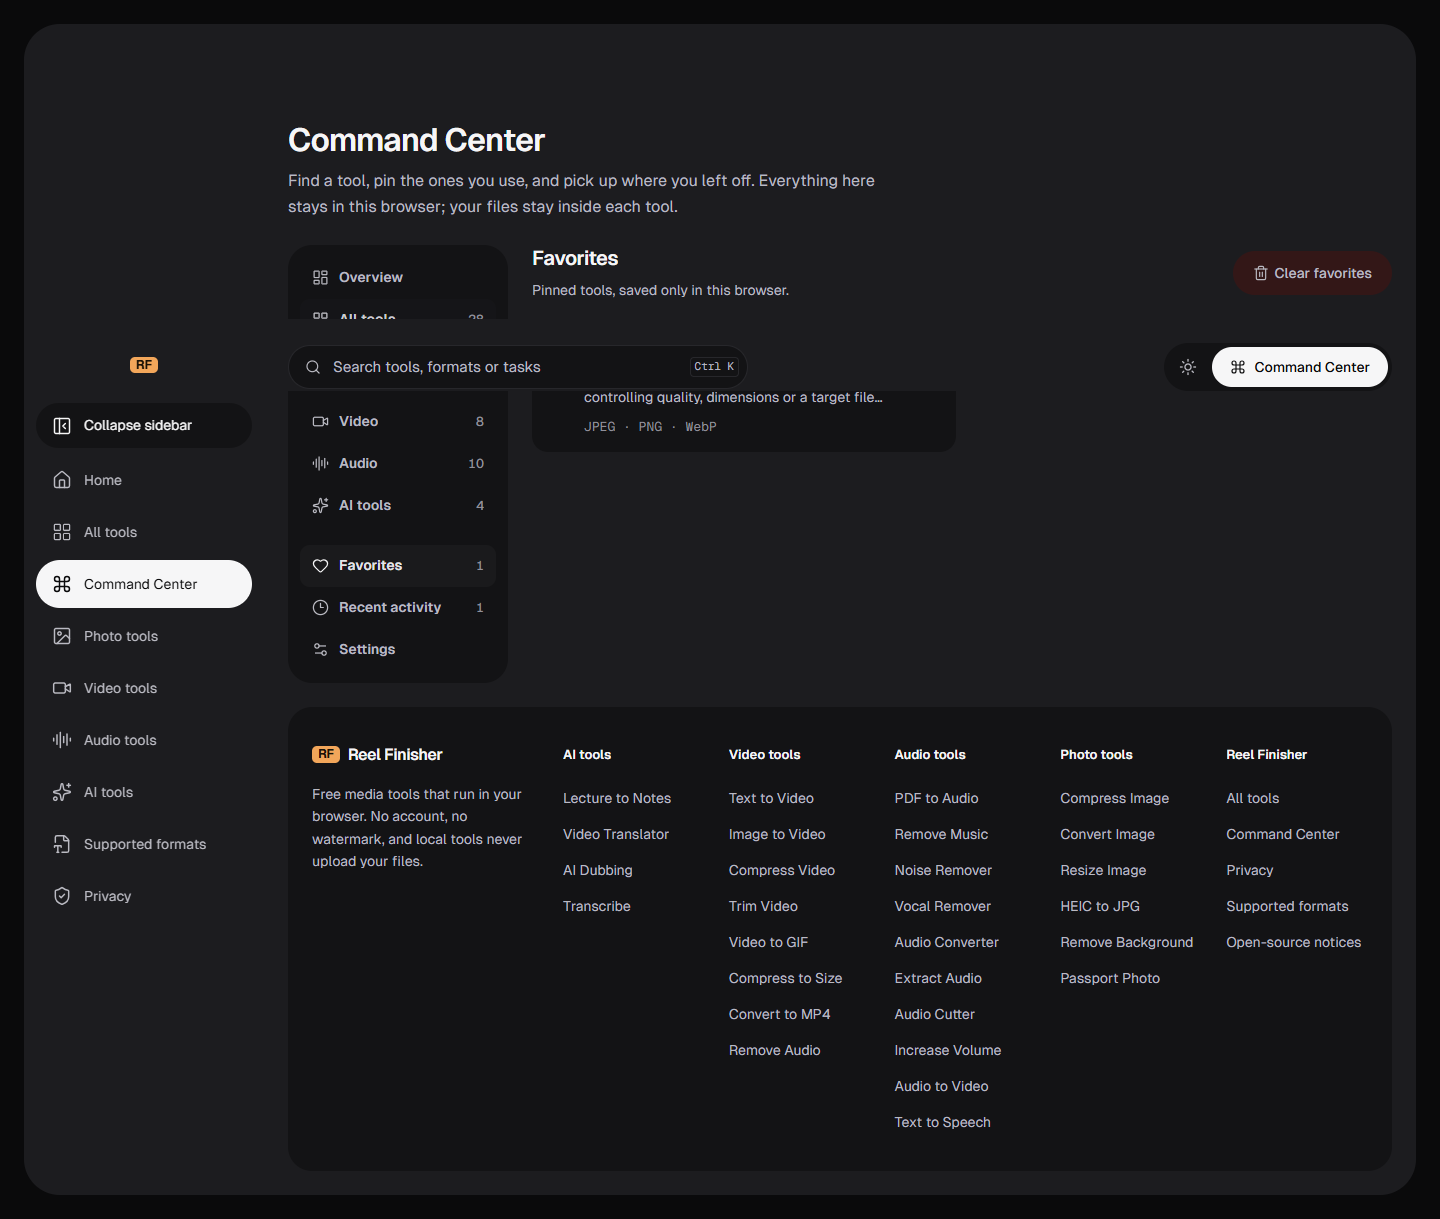 Command Center
Find a tool, pin the ones you use, and pick up where you left off. Everything here
stays in this browser; your files stay inside each tool.
Overview
All tools 28
Favorites
Pinned tools, saved only in this browser.
Clear favorites
RF
Search tools, formats or tasks
Ctrl K
Command Center
controlling quality, dimensions or a target file…
JPEG · PNG · WebP
Video 8
Audio 10
AI tools 4
Favorites 1
Recent activity 1
Settings
Collapse sidebar
Home
All tools
Command Center
Photo tools
Video tools
Audio tools
AI tools
Supported formats
Privacy
RF Reel Finisher
Free media tools that run in your
browser. No account, no
watermark, and local tools never
upload your files.
AI tools
Lecture to Notes
Video Translator
AI Dubbing
Transcribe
Video tools
Text to Video
Image to Video
Compress Video
Trim Video
Video to GIF
Compress to Size
Convert to MP4
Remove Audio
Audio tools
PDF to Audio
Remove Music
Noise Remover
Vocal Remover
Audio Converter
Extract Audio
Audio Cutter
Increase Volume
Audio to Video
Text to Speech
Photo tools
Compress Image
Convert Image
Resize Image
HEIC to JPG
Remove Background
Passport Photo
Reel Finisher
All tools
Command Center
Privacy
Supported formats
Open-source notices